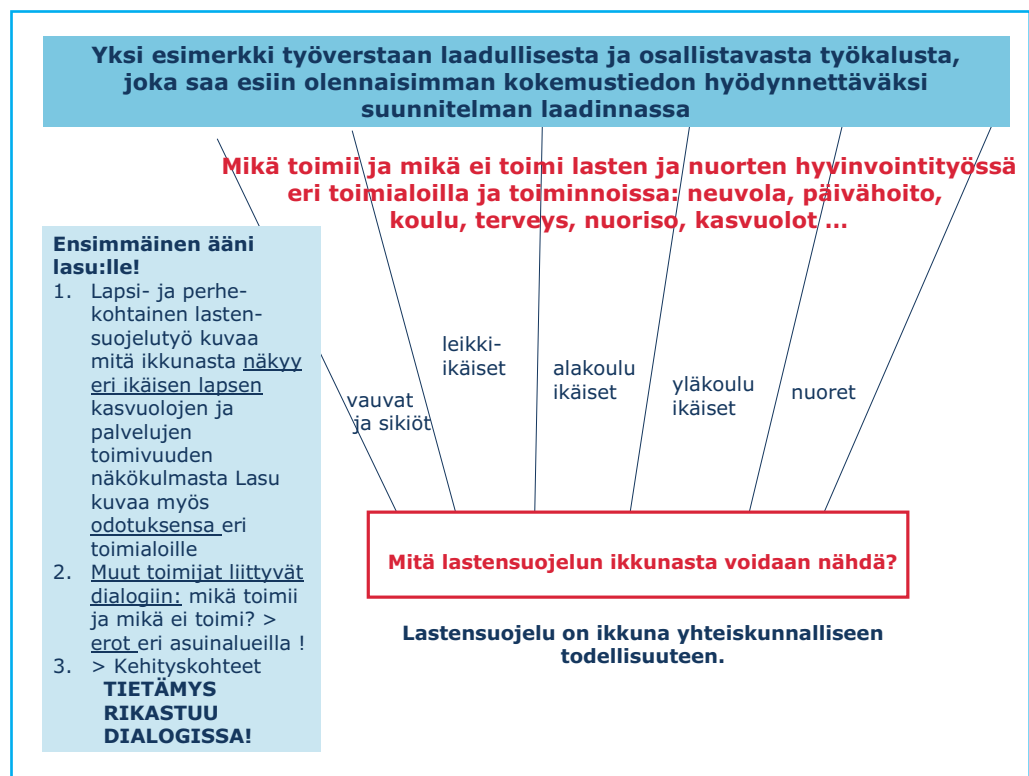 Yksi esimerkki työverstaan laadullisesta ja osallistavasta työkalusta,
joka saa esiin olennaisimman kokemustiedon hyödynnettäväksi
suunnitelman laadinnassa
Mikä toimii ja mikä ei toimi lasten ja nuorten hyvinvointityössä
eri toimialoilla ja toiminnoissa: neuvola, päivähoito,
koulu, terveys, nuoriso, kasvuolot ...
Ensimmäinen ääni
lasu:lle!
1. Lapsi- ja perhe-
kohtainen lasten-
suojelutyö kuvaa
mitä ikkunasta näkyy
eri ikäisen lapsen
kasvuolojen ja
palvelujen
toimivuuden
näkökulmasta Lasu
kuvaa myös
odotuksensa eri
toimialoille
2. Muut toimijat liittyvät
dialogiin: mikä toimii
ja mikä ei toimi? >
erot eri asuinalueilla !
3. > Kehityskohteet
TIETÄMYS
RIKASTUU
DIALOGISSA!
vauvat
ja sikiöt
leikki-
ikäiset
alakoulu
ikäiset
yläkoulu
ikäiset
nuoret
Mitä lastensuojelun ikkunasta voidaan nähdä?
Lastensuojelu on ikkuna yhteiskunnalliseen
todellisuuteen.